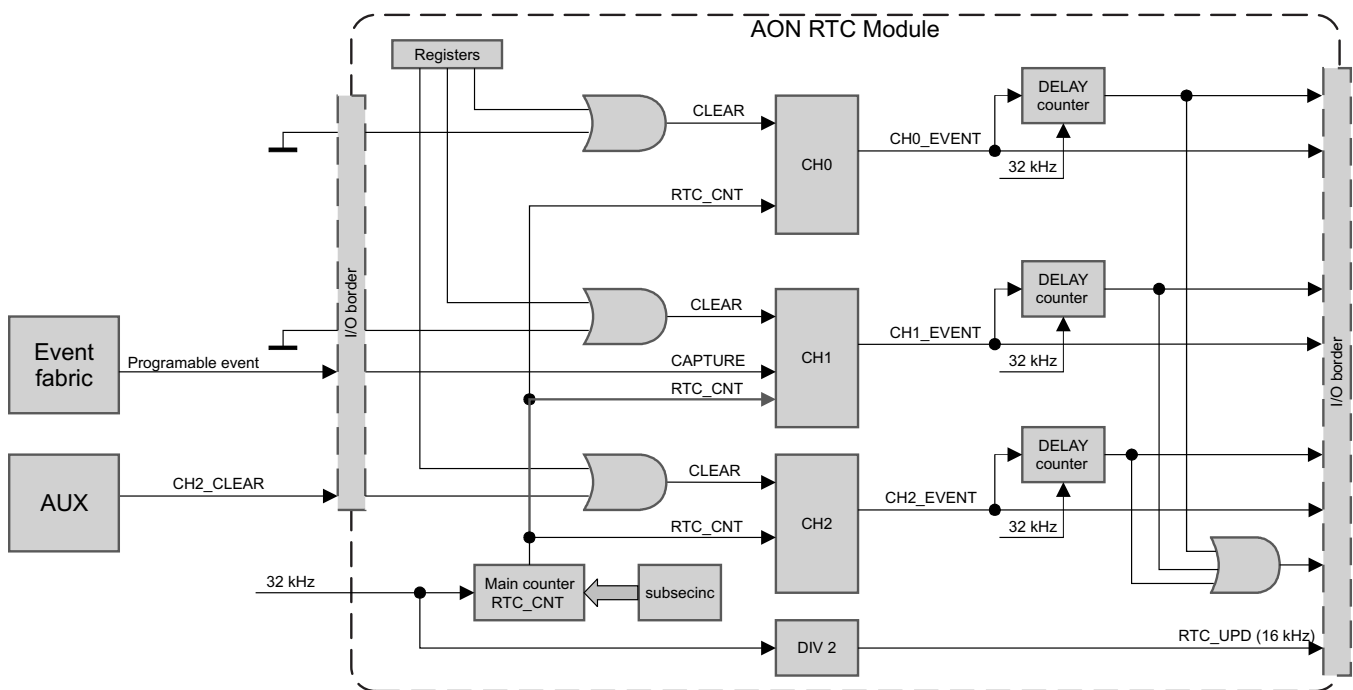 AON RTC Module
Registers
DELAY
counter
CLEAR
CH0_EVENT
CH0
32 kHz
RTC_CNT
I/O border
DELAY
counter
CLEAR
CH1_EVENT
Event
fabric
Programable event
CAPTURE
CH1
32 kHz
RTC_CNT
I/O border
DELAY
counter
AUX
CH2_CLEAR
CLEAR
CH2_EVENT
CH2
32 kHz
RTC_CNT
32 kHz
Main counter
RTC_CNT
subsecinc
DIV 2
RTC_UPD (16 kHz)